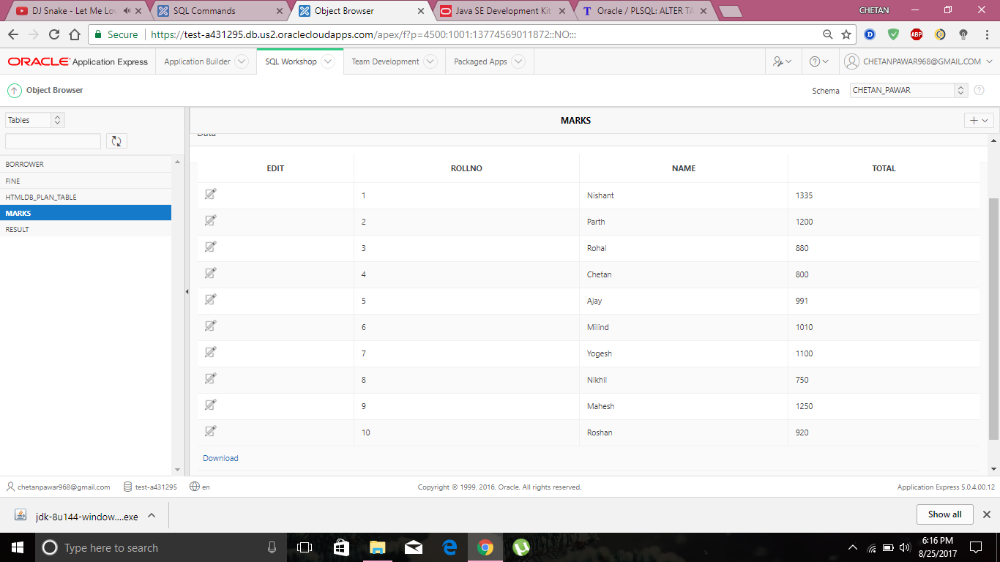 DJ Snake - Let Me Lo
SQL Commands
Object Browser
Java SE Development Kit
Oracle / PLSQL: ALTER TA
CHETAN
Secure https://test-a431295.db.us2.oraclecloudapps.com/apex/f?p=4500:1001:13774569011872::NO:::
ABP
ORACLE Application Express
Application Builder
SQL Workshop
Team Development
Packaged Apps
CHETANPAWAR968@GMAIL.COM
Object Browser
Schema CHETAN_PAWAR
Tables
MARKS
Data
BORROWER
FINE
HTMLDB_PLAN_TABLE
MARKS
RESULT
EDIT ROLLNO NAME TOTAL
1 Nishant 1335
2 Parth 1200
3 Rohal 880
4 Chetan 800
5 Ajay 991
6 Milind 1010
7 Yogesh 1100
8 Nikhil 750
9 Mahesh 1250
10 Roshan 920
Download
chetanpawar968@gmail.com test-a431295 en
Copyright © 1999, 2016, Oracle. All rights reserved.
Application Express 5.0.4.00.12
jdk-8u144-window....exe
Show all
Type here to search
6:16 PM
8/25/2017